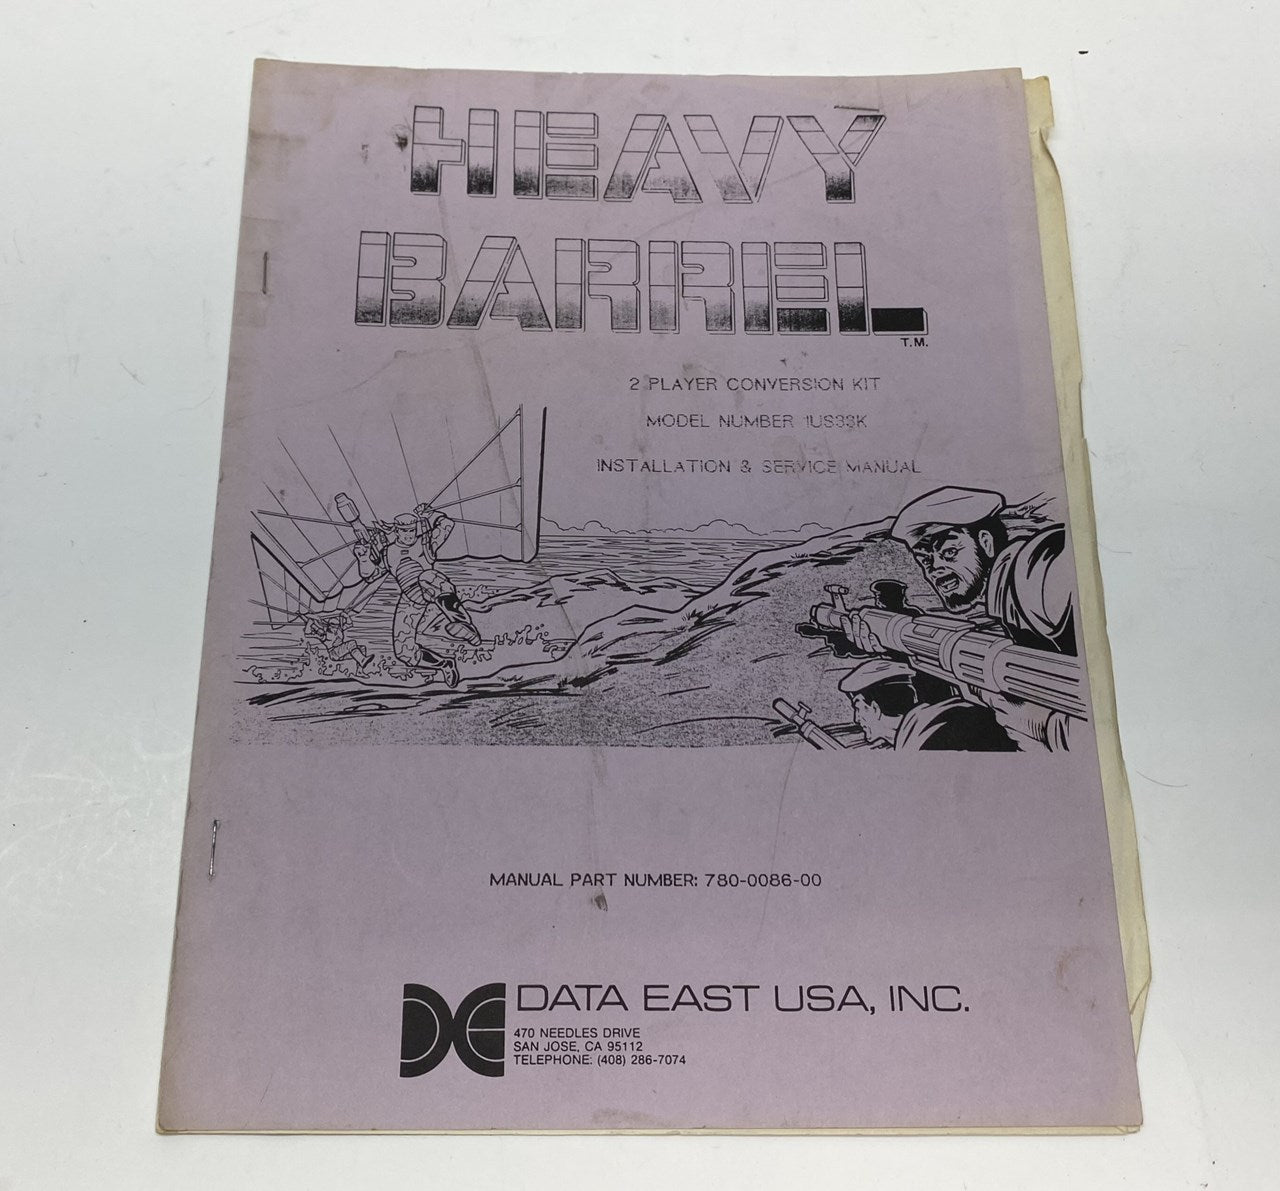 HEAVY
BARREL
T.M.
2 PLAYER CONVERSION KIT
MODEL NUMBER 1US33K
INSTALLATION & SERVICE MANUAL
MANUAL PART NUMBER: 780-0086-00
DE
DATA EAST USA, INC.
470 NEEDLES DRIVE
SAN JOSE, CA 95112
TELEPHONE: (408) 286-7074